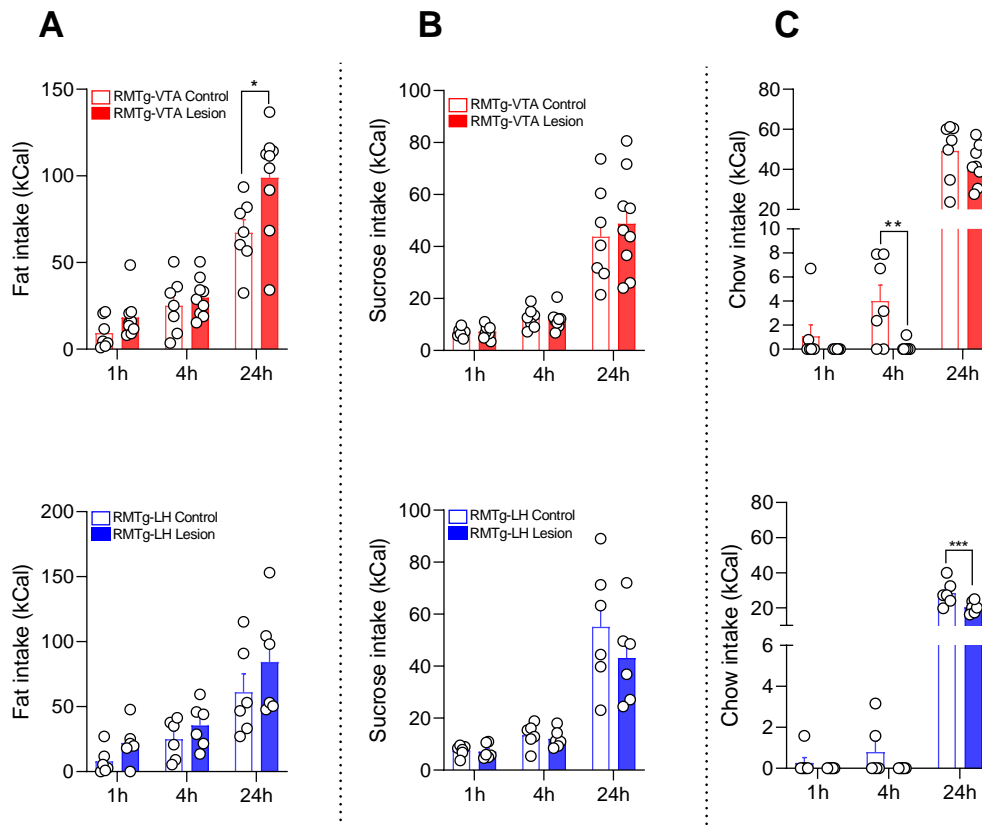 A
B
C
Fat intake (kCal)
150
100
50
0
RMTg-VTA Control
RMTg-VTA Lesion
*
1h 4h 24h
Sucrose intake (kCal)
80
60
40
20
0
RMTg-VTA Control
RMTg-VTA Lesion
1h 4h 24h
Chow intake (kCal)
80
60
40
20
8
6
4
2
0
**
1h 4h 24h
Fat intake (kCal)
200
150
100
50
0
RMTg-LH Control
RMTg-LH Lesion
1h 4h 24h
Sucrose intake (kCal)
100
80
60
40
20
0
RMTg-LH Control
RMTg-LH Lesion
1h 4h 24h
Chow intake (kCal)
80
60
40
20
6
4
2
0
***
1h 4h 24h